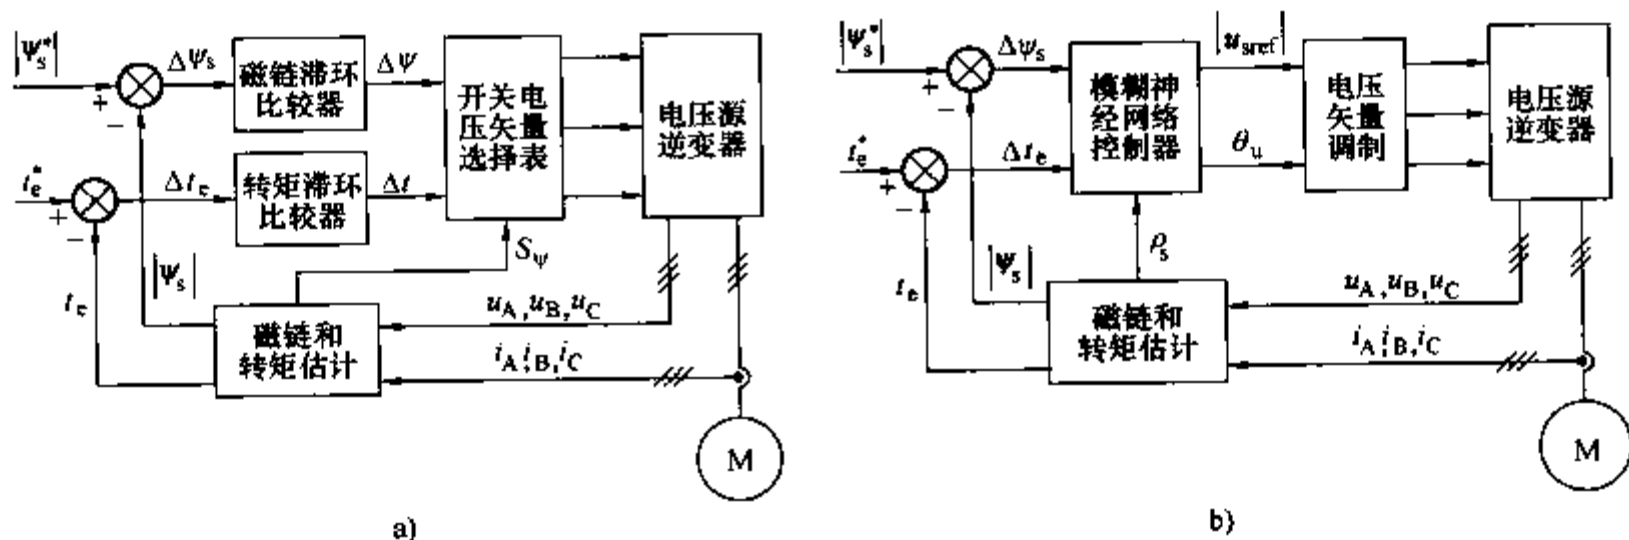 |Ψs*|
+
−
Δψs
磁链滞环
比较器
Δψ
开关电
压矢量
选择表
电压源
逆变器
te*
+
−
Δte
转矩滞环
比较器
Δt
Sψ
|Ψs|
te
磁链和
转矩估计
uA,uB,uC
iA,iB,iC
M
a)
|Ψs*|
+
−
Δψs
模糊神
经网络
控制器
|usref|
θu
电压
矢量
调制
电压源
逆变器
te*
+
−
Δte
ρs
|Ψs|
te
磁链和
转矩估计
uA,uB,uC
iA,iB,iC
M
b)